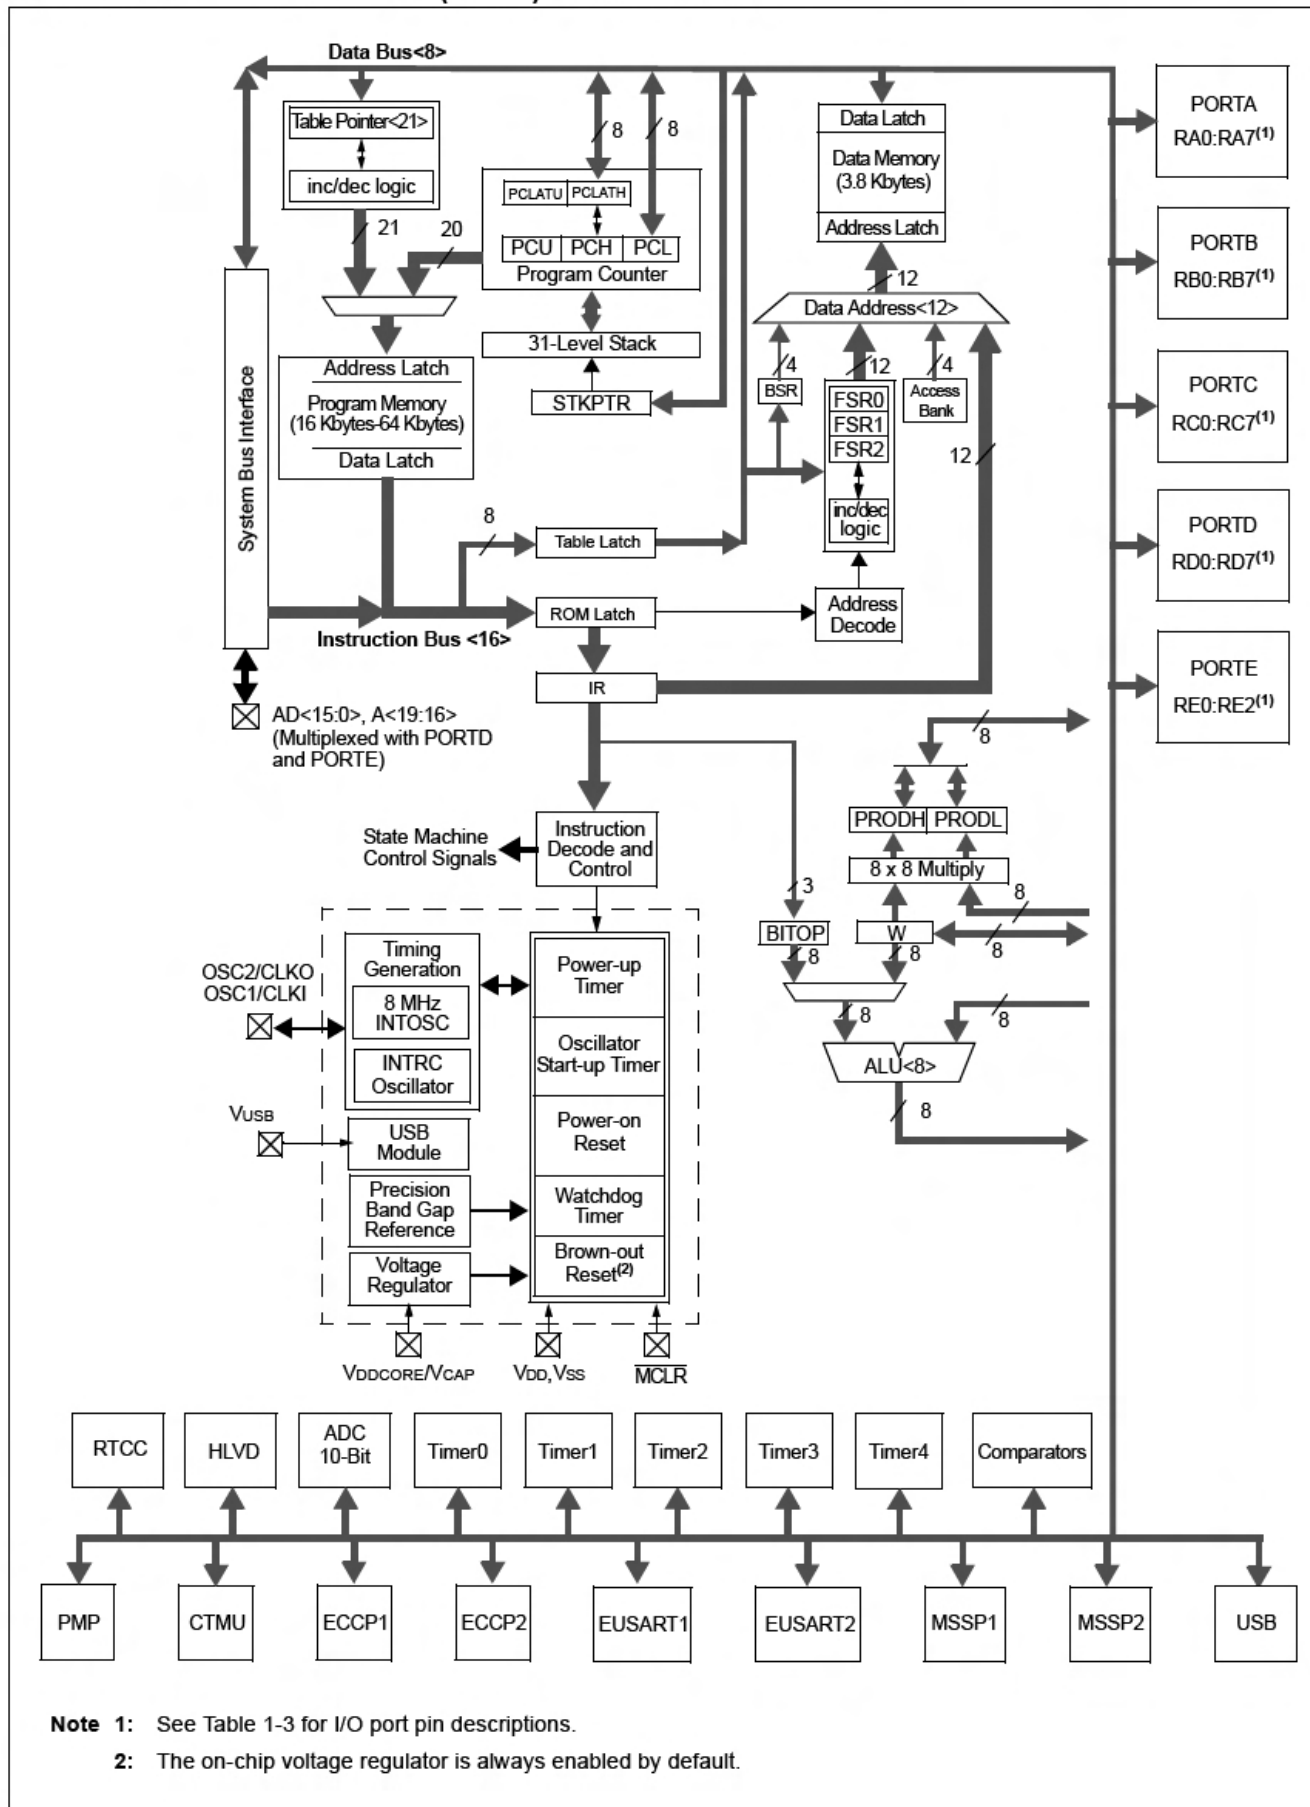 Data Bus<8>
Table Pointer<21>
inc/dec logic
21
20
8
8
PCLATU PCLATH
PCU PCH PCL
Program Counter
31-Level Stack
STKPTR
Data Latch
Data Memory
(3.8 Kbytes)
Address Latch
12
Data Address<12>
4
12
4
BSR
FSR0
FSR1
FSR2
inc/dec
logic
Access
Bank
12
Address
Decode
System Bus Interface
Address Latch
Program Memory
(16 Kbytes-64 Kbytes)
Data Latch
8
Table Latch
ROM Latch
Instruction Bus <16>
IR
AD<15:0>, A<19:16>
(Multiplexed with PORTD
and PORTE)
PORTA
RA0:RA7(1)
PORTB
RB0:RB7(1)
PORTC
RC0:RC7(1)
PORTD
RD0:RD7(1)
PORTE
RE0:RE2(1)
State Machine
Control Signals
Instruction
Decode and
Control
8
PRODH PRODL
8 x 8 Multiply
3
8
BITOP
W
8
8
8
8
8
ALU<8>
8
OSC2/CLKO
OSC1/CLKI
Timing
Generation
8 MHz
INTOSC
INTRC
Oscillator
VUSB
USB
Module
Precision
Band Gap
Reference
Voltage
Regulator
Power-up
Timer
Oscillator
Start-up Timer
Power-on
Reset
Watchdog
Timer
Brown-out
Reset(2)
VDDCORE/VCAP
VDD,VSS
MCLR
RTCC
HLVD
ADC
10-Bit
Timer0
Timer1
Timer2
Timer3
Timer4
Comparators
PMP
CTMU
ECCP1
ECCP2
EUSART1
EUSART2
MSSP1
MSSP2
USB
Note 1: See Table 1-3 for I/O port pin descriptions.
2: The on-chip voltage regulator is always enabled by default.